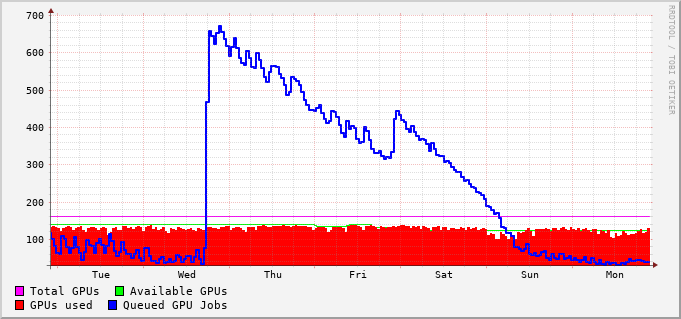 700
600
500
400
300
200
100
Tue Wed Thu Fri Sat Sun Mon
Total GPUs Available GPUs
GPUs used Queued GPU Jobs
RRDTOOL / TOBI OETIKER